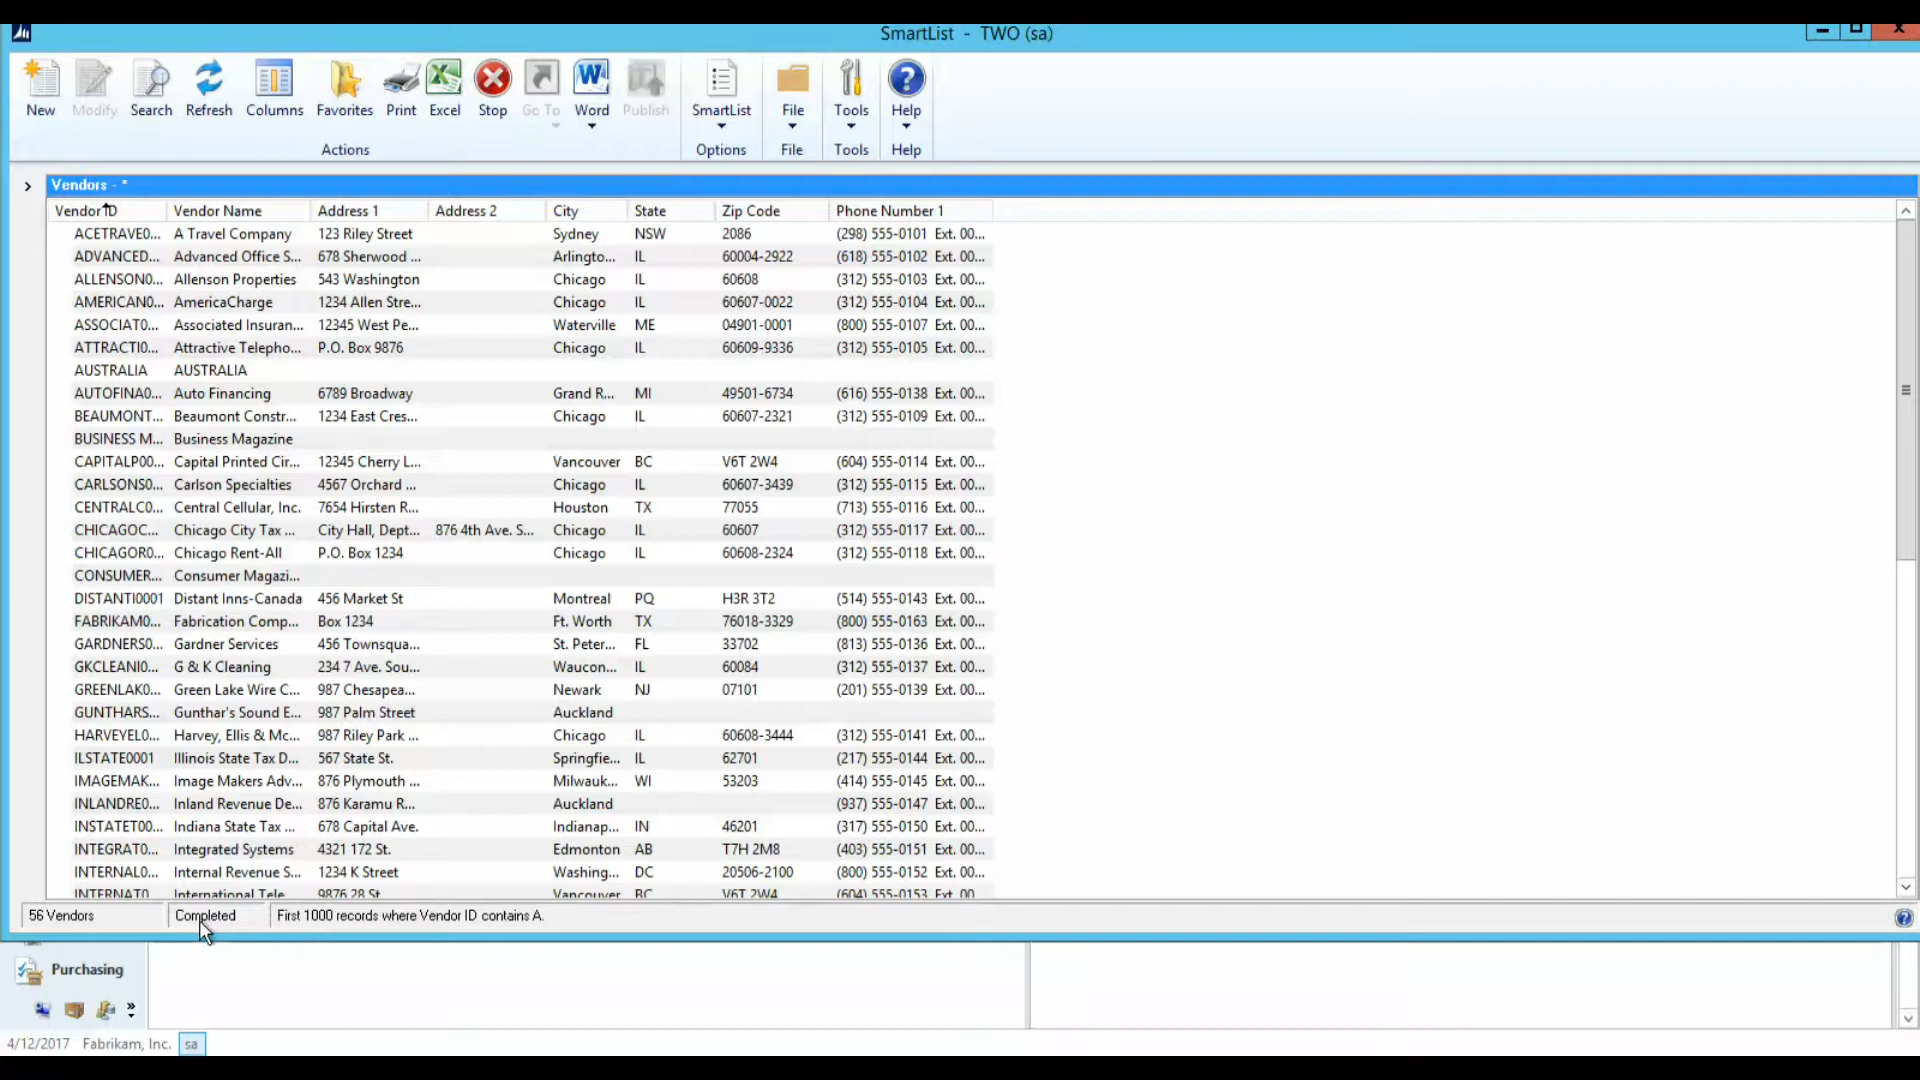 SmartList - TWO (sa)
New Modify Search Refresh Columns Favorites Print Excel Stop Go To Word Publish SmartList File Tools Help
Actions Options File Tools Help
Vendors - *
Vendor ID Vendor Name Address 1 Address 2 City State Zip Code Phone Number 1
ACETRAVE0... A Travel Company 123 Riley Street Sydney NSW 2086 (298) 555-0101 Ext. 00...
ADVANCED... Advanced Office S... 678 Sherwood ... Arlingto... IL 60004-2922 (618) 555-0102 Ext. 00...
ALLENSON0... Allenson Properties 543 Washington Chicago IL 60608 (312) 555-0103 Ext. 00...
AMERICAN0... AmericaCharge 1234 Allen Stre... Chicago IL 60607-0022 (312) 555-0104 Ext. 00...
ASSOCIAT0... Associated Insuran... 12345 West Pe... Waterville ME 04901-0001 (800) 555-0107 Ext. 00...
ATTRACTI0... Attractive Telepho... P.O. Box 9876 Chicago IL 60609-9336 (312) 555-0105 Ext. 00...
AUSTRALIA AUSTRALIA
AUTOFINA0... Auto Financing 6789 Broadway Grand R... MI 49501-6734 (616) 555-0138 Ext. 00...
BEAUMONT... Beaumont Constr... 1234 East Cres... Chicago IL 60607-2321 (312) 555-0109 Ext. 00...
BUSINESS M... Business Magazine
CAPITALP00... Capital Printed Cir... 12345 Cherry L... Vancouver BC V6T 2W4 (604) 555-0114 Ext. 00...
CARLSONS0... Carlson Specialties 4567 Orchard ... Chicago IL 60607-3439 (312) 555-0115 Ext. 00...
CENTRALC0... Central Cellular, Inc. 7654 Hirsten R... Houston TX 77055 (713) 555-0116 Ext. 00...
CHICAGOC... Chicago City Tax ... City Hall, Dept... 876 4th Ave. S... Chicago IL 60607 (312) 555-0117 Ext. 00...
CHICAGOR0... Chicago Rent-All P.O. Box 1234 Chicago IL 60608-2324 (312) 555-0118 Ext. 00...
CONSUMER... Consumer Magazi...
DISTANTI0001 Distant Inns-Canada 456 Market St Montreal PQ H3R 3T2 (514) 555-0143 Ext. 00...
FABRIKAM0... Fabrication Comp... Box 1234 Ft. Worth TX 76018-3329 (800) 555-0163 Ext. 00...
GARDNERS0... Gardner Services 456 Townsqua... St. Peter... FL 33702 (813) 555-0136 Ext. 00...
GKCLEANI0... G & K Cleaning 234 7 Ave. Sou... Waucon... IL 60084 (312) 555-0137 Ext. 00...
GREENLAK0... Green Lake Wire C... 987 Chesapea... Newark NJ 07101 (201) 555-0139 Ext. 00...
GUNTHARS... Gunthar's Sound E... 987 Palm Street Auckland
HARVEYEL0... Harvey, Ellis & Mc... 987 Riley Park ... Chicago IL 60608-3444 (312) 555-0141 Ext. 00...
ILSTATE0001 Illinois State Tax D... 567 State St. Springfie... IL 62701 (217) 555-0144 Ext. 00...
IMAGEMAK... Image Makers Adv... 876 Plymouth ... Milwauk... WI 53203 (414) 555-0145 Ext. 00...
INLANDRE0... Inland Revenue De... 876 Karamu R... Auckland (937) 555-0147 Ext. 00...
INSTATET00... Indiana State Tax ... 678 Capital Ave. Indianap... IN 46201 (317) 555-0150 Ext. 00...
INTEGRAT0... Integrated Systems 4321 172 St. Edmonton AB T7H 2M8 (403) 555-0151 Ext. 00...
INTERNAL0... Internal Revenue S... 1234 K Street Washing... DC 20506-2100 (800) 555-0152 Ext. 00...
INTERNAT0 International Tele 9876 28 St Vancouver BC V6T 2W4 (604) 555-0153 Ext. 00
56 Vendors Completed First 1000 records where Vendor ID contains A.
Purchasing
4/12/2017 Fabrikam, Inc. sa